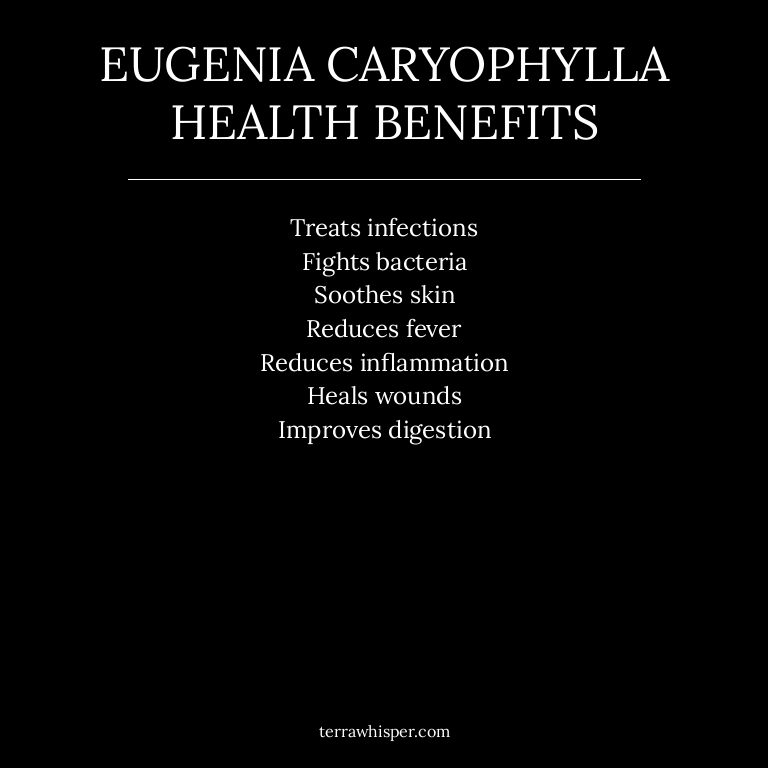 EUGENIA CARYOPHYLLA
HEALTH BENEFITS
Treats infections
Fights bacteria
Soothes skin
Reduces fever
Reduces inflammation
Heals wounds
Improves digestion
terrawhisper.com